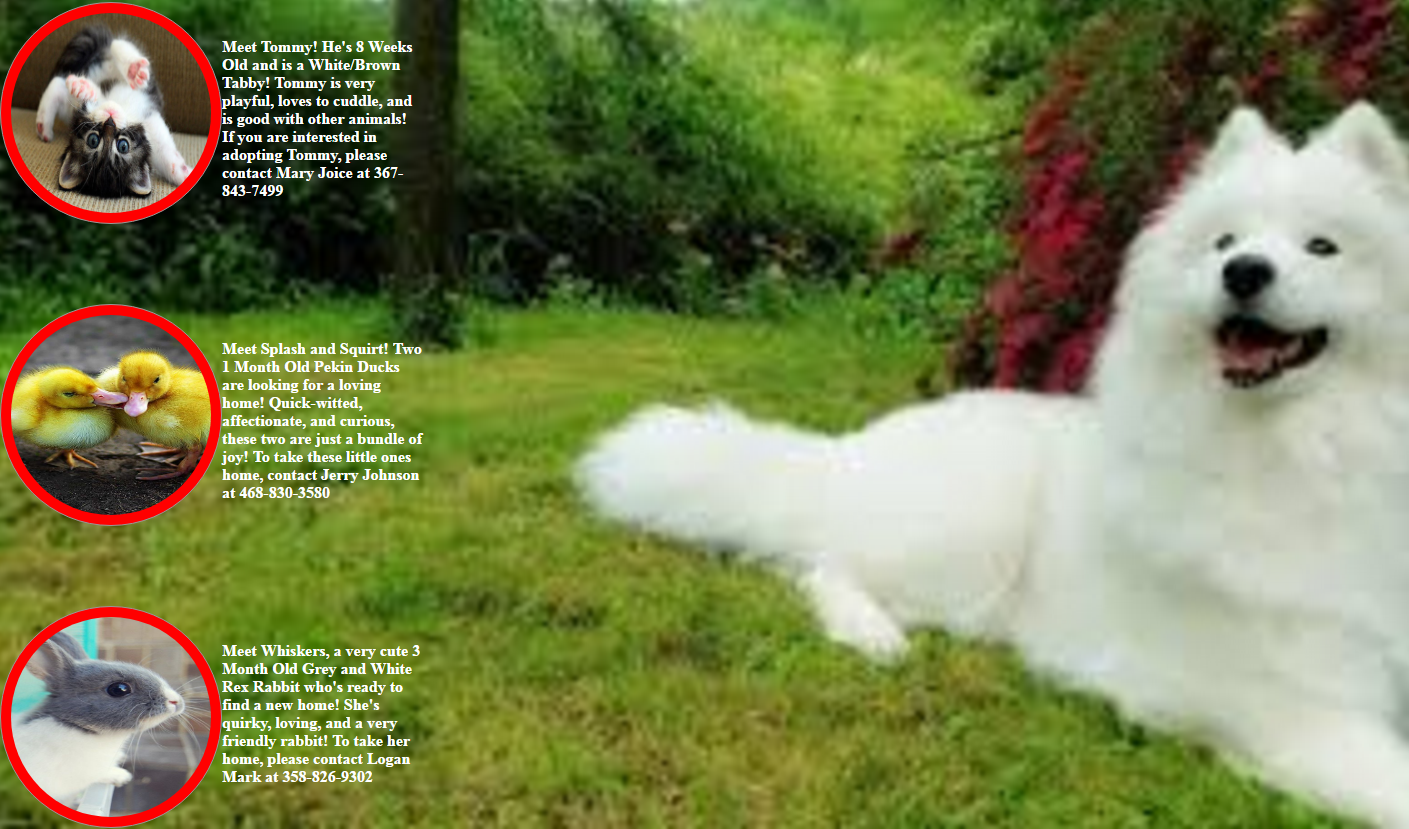 Meet Tommy! He's 8 Weeks
Old and is a White/Brown
Tabby! Tommy is very
playful, loves to cuddle, and
is good with other animals!
If you are interested in
adopting Tommy, please
contact Mary Joice at 367-
843-7499
Meet Splash and Squirt! Two
1 Month Old Pekin Ducks
are looking for a loving
home! Quick-witted,
affectionate, and curious,
these two are just a bundle of
joy! To take these little ones
home, contact Jerry Johnson
at 468-830-3580
Meet Whiskers, a very cute 3
Month Old Grey and White
Rex Rabbit who's ready to
find a new home! She's
quirky, loving, and a very
friendly rabbit! To take her
home, please contact Logan
Mark at 358-826-9302